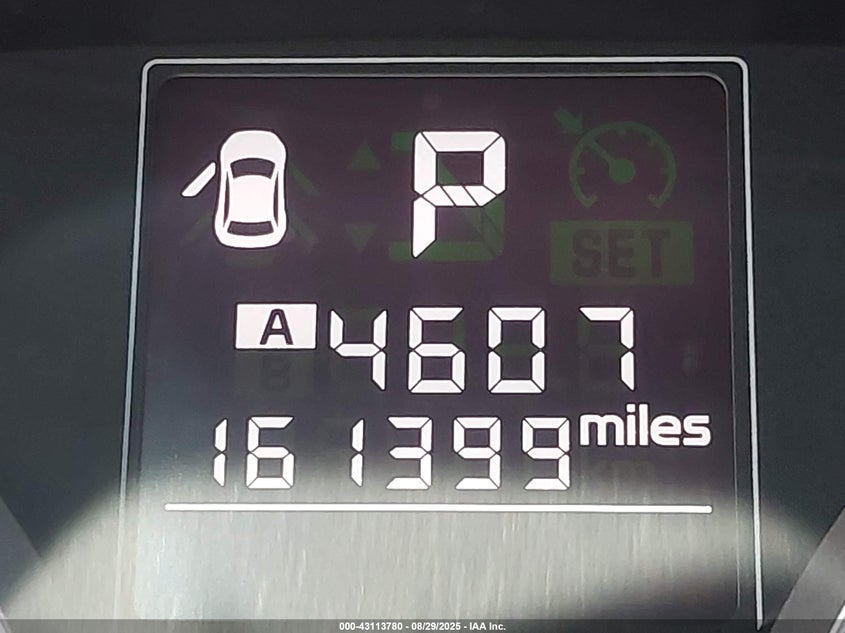 P
SET
A 4607
161399 miles
000-43113780 - 08/29/2025 - IAA Inc.